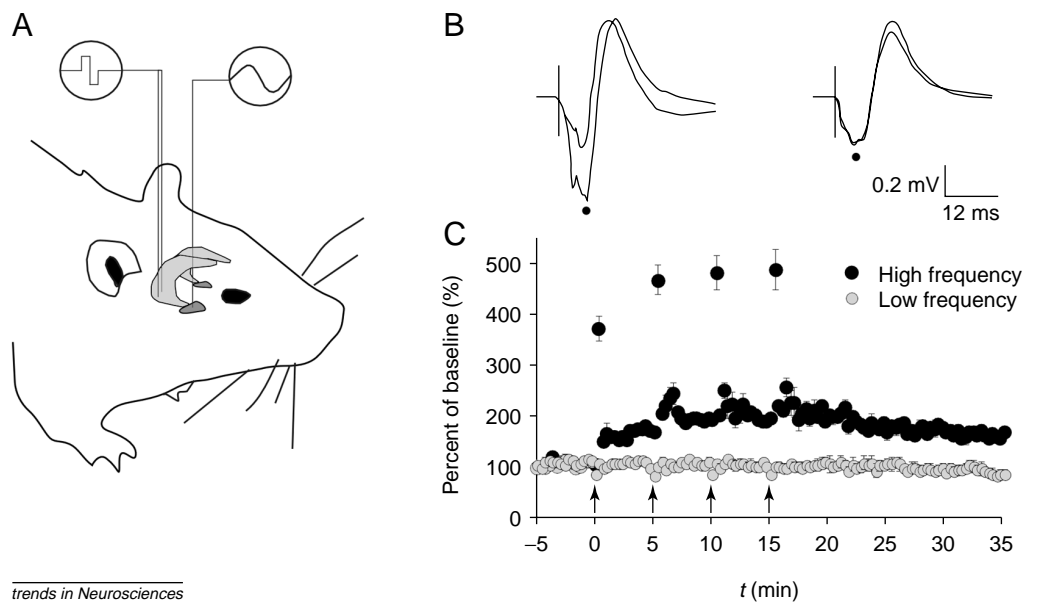 A
B
0.2 mV
12 ms
C
Percent of baseline (%)
500
400
300
200
100
0
High frequency
Low frequency
–5
0
5
10
15
20
25
30
35
t (min)
trends in Neurosciences